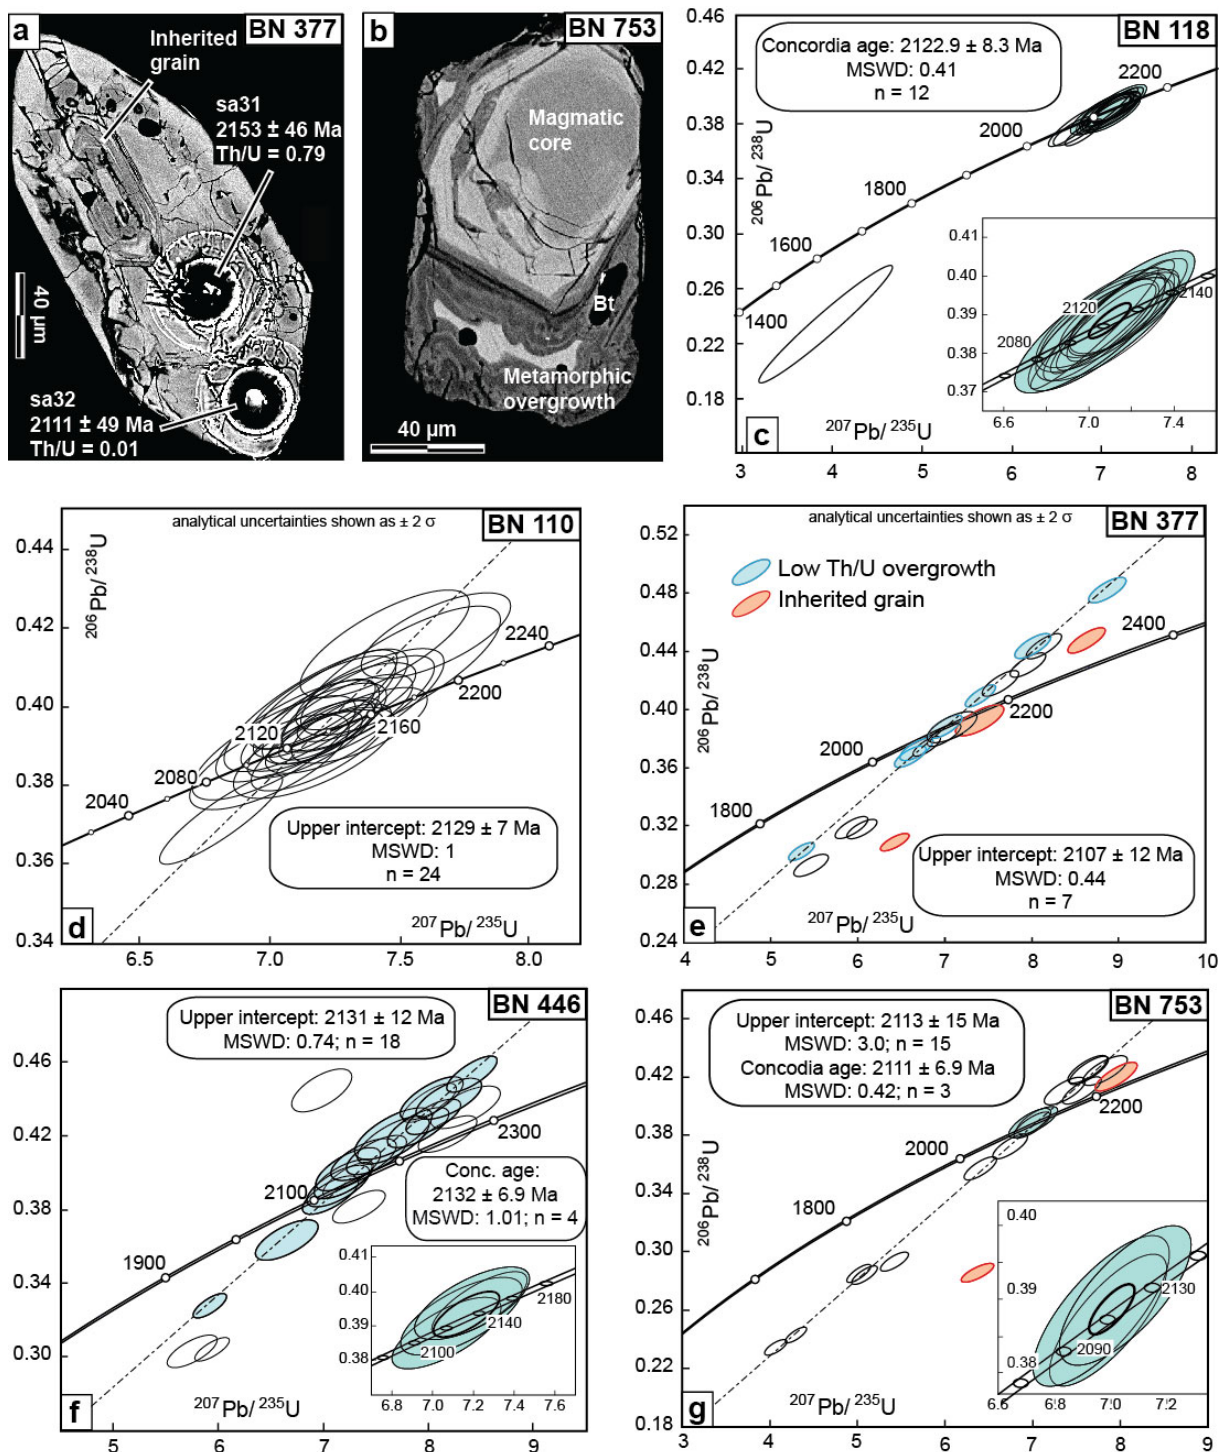 a
BN 377
Inherited
grain
sa31
2153 ± 46 Ma
Th/U = 0.79
40 µm
sa32
2111 ± 49 Ma
Th/U = 0.01
b
BN 753
Magmatic
core
Bt
Metamorphic
overgrowth
40 µm
BN 118
Concordia age: 2122.9 ± 8.3 Ma
MSWD: 0.41
n = 12
0.46
0.42
0.38
0.34
0.30
0.26
0.22
0.18
206Pb/ 238U
2200
2000
1800
1600
1400
0.41
0.40
0.39
0.38
0.37
2140
2120
2080
6.6
7.0
7.4
c
207Pb/ 235U
3
4
5
6
7
8
analytical uncertainties shown as ± 2 σ
BN 110
0.44
0.42
0.40
0.38
0.36
0.34
206Pb/ 238U
2240
2200
2160
2120
2080
2040
Upper intercept: 2129 ± 7 Ma
MSWD: 1
n = 24
d
207Pb/ 235U
6.5
7.0
7.5
8.0
analytical uncertainties shown as ± 2 σ
BN 377
0.52
0.48
0.44
0.40
0.36
0.32
0.28
0.24
206Pb/ 238U
Low Th/U overgrowth
Inherited grain
2400
2200
2000
1800
Upper intercept: 2107 ± 12 Ma
MSWD: 0.44
n = 7
e
207Pb/ 235U
4
5
6
7
8
9
10
BN 446
Upper intercept: 2131 ± 12 Ma
MSWD: 0.74; n = 18
0.46
0.42
0.38
0.34
0.30
2300
2100
1900
Conc. age:
2132 ± 6.9 Ma
MSWD: 1.01; n = 4
0.41
0.40
0.39
0.38
2180
2140
2100
6.8
7.0
7.2
7.4
7.6
f
207Pb/ 235U
5
6
7
8
9
BN 753
Upper intercept: 2113 ± 15 Ma
MSWD: 3.0; n = 15
Concodia age: 2111 ± 6.9 Ma
MSWD: 0.42; n = 3
0.46
0.42
0.38
0.34
0.30
0.26
0.22
0.18
206Pb/ 238U
2200
2000
1800
0.40
0.39
0.38
2130
2090
6.6
6.8
7.0
7.2
g
207Pb/ 235U
3
4
5
6
7
8
9